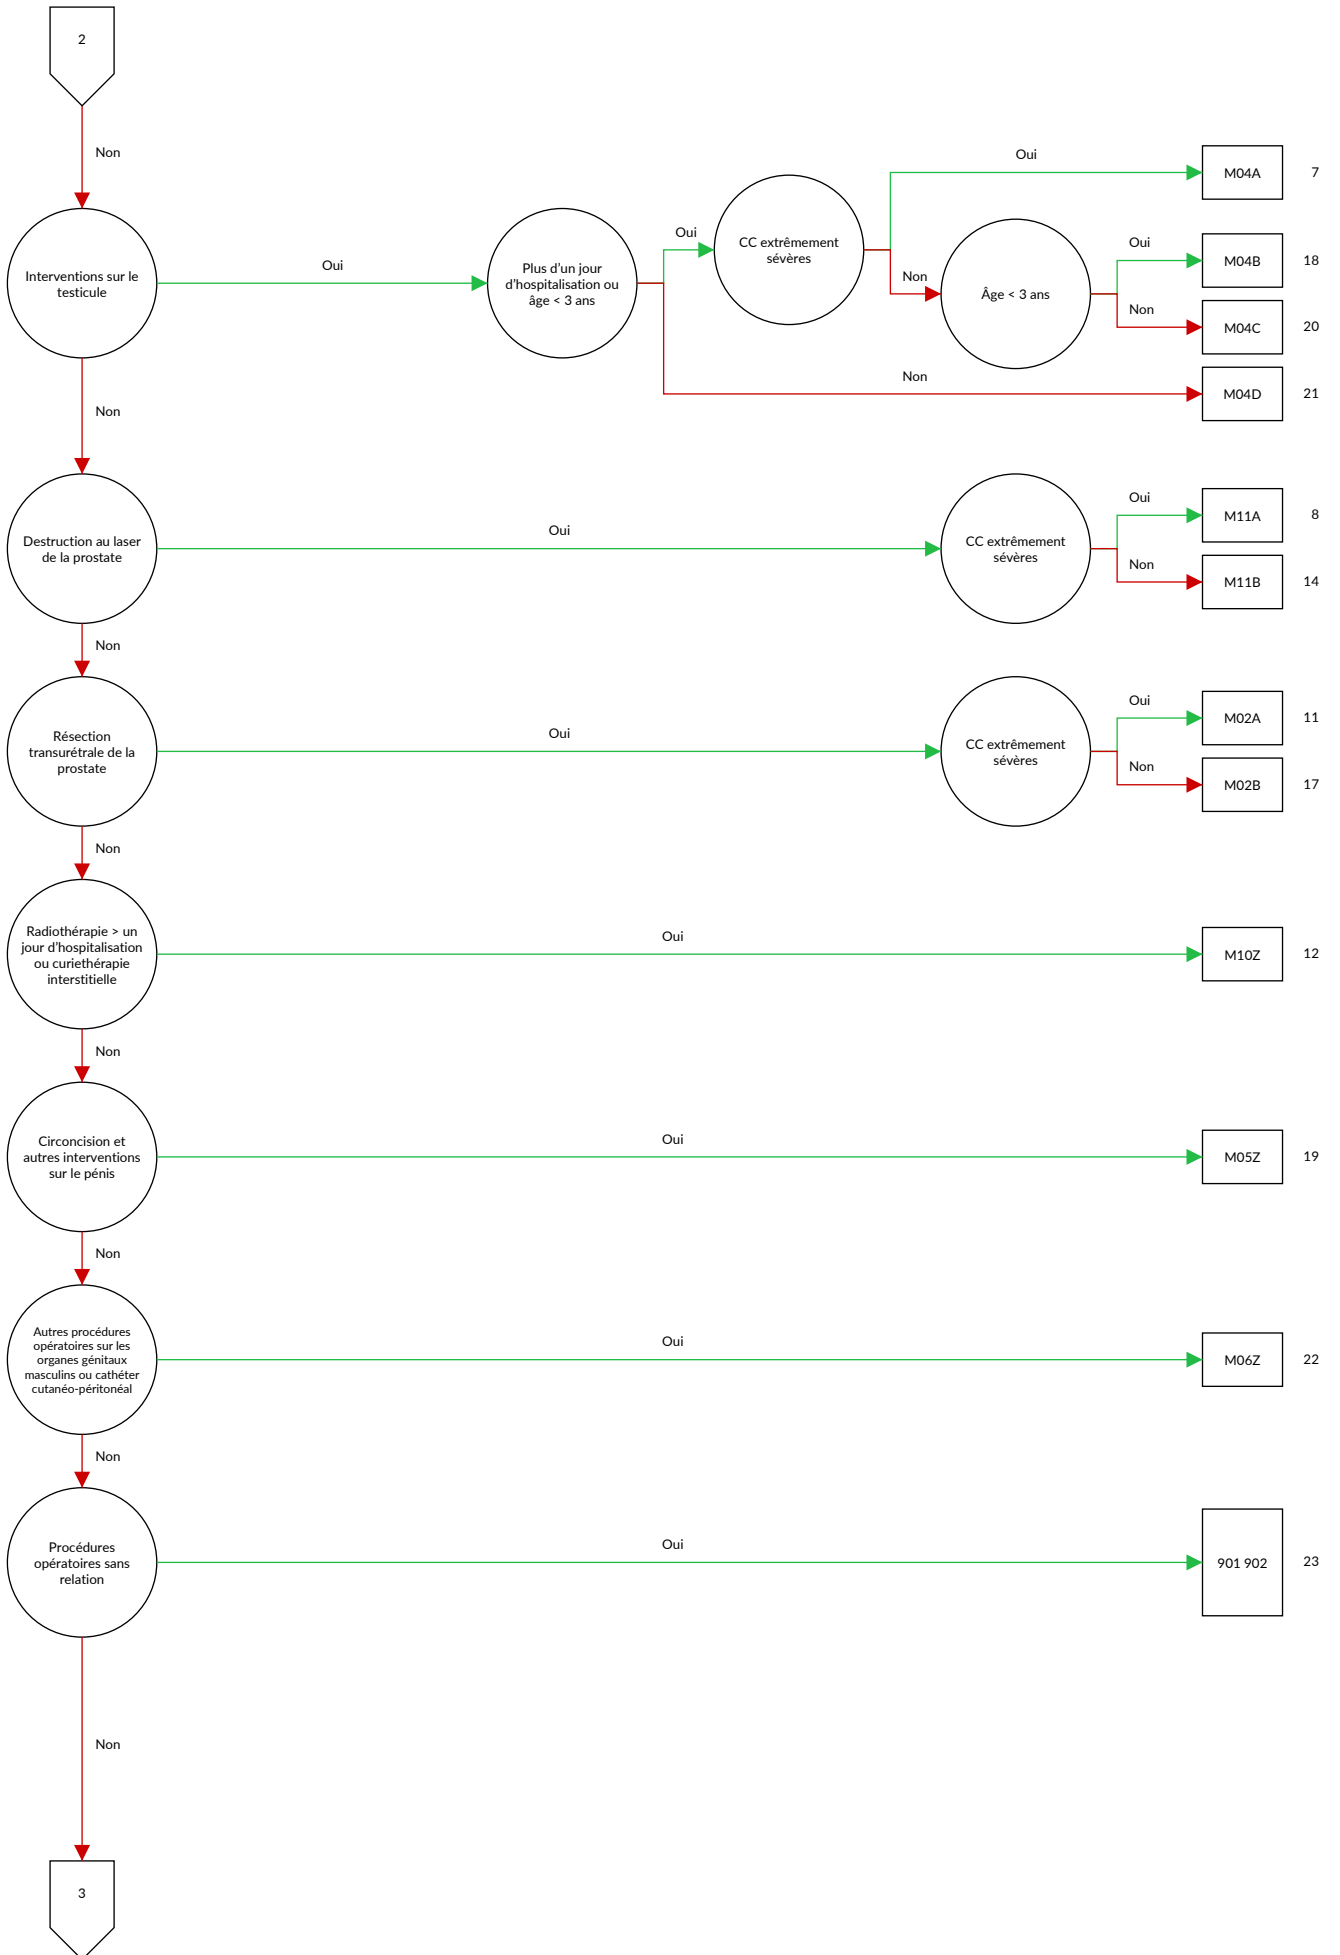 2
Non
Oui
M04A
7
Oui
CC extrêmement
sévères
Oui
M04B
18
Interventions sur le
testicule
Oui
Plus d'un jour
d'hospitalisation ou
âge < 3 ans
Non
Âge < 3 ans
Non
M04C
20
Non
M04D
21
Non
Destruction au laser
de la prostate
Oui
CC extrêmement
sévères
Oui
M11A
8
Non
M11B
14
Non
Résection
transurétrale de la
prostate
Oui
CC extrêmement
sévères
Oui
M02A
11
Non
M02B
17
Non
Radiothérapie > un
jour d'hospitalisation
ou curiethérapie
interstitielle
Oui
M10Z
12
Non
Circoncision et
autres interventions
sur le pénis
Oui
M05Z
19
Non
Autres procédures
opératoires sur les
organes génitaux
masculins ou cathéter
cutanéo-péritonéal
Oui
M06Z
22
Non
Procédures
opératoires sans
relation
Oui
901 902
23
Non
3